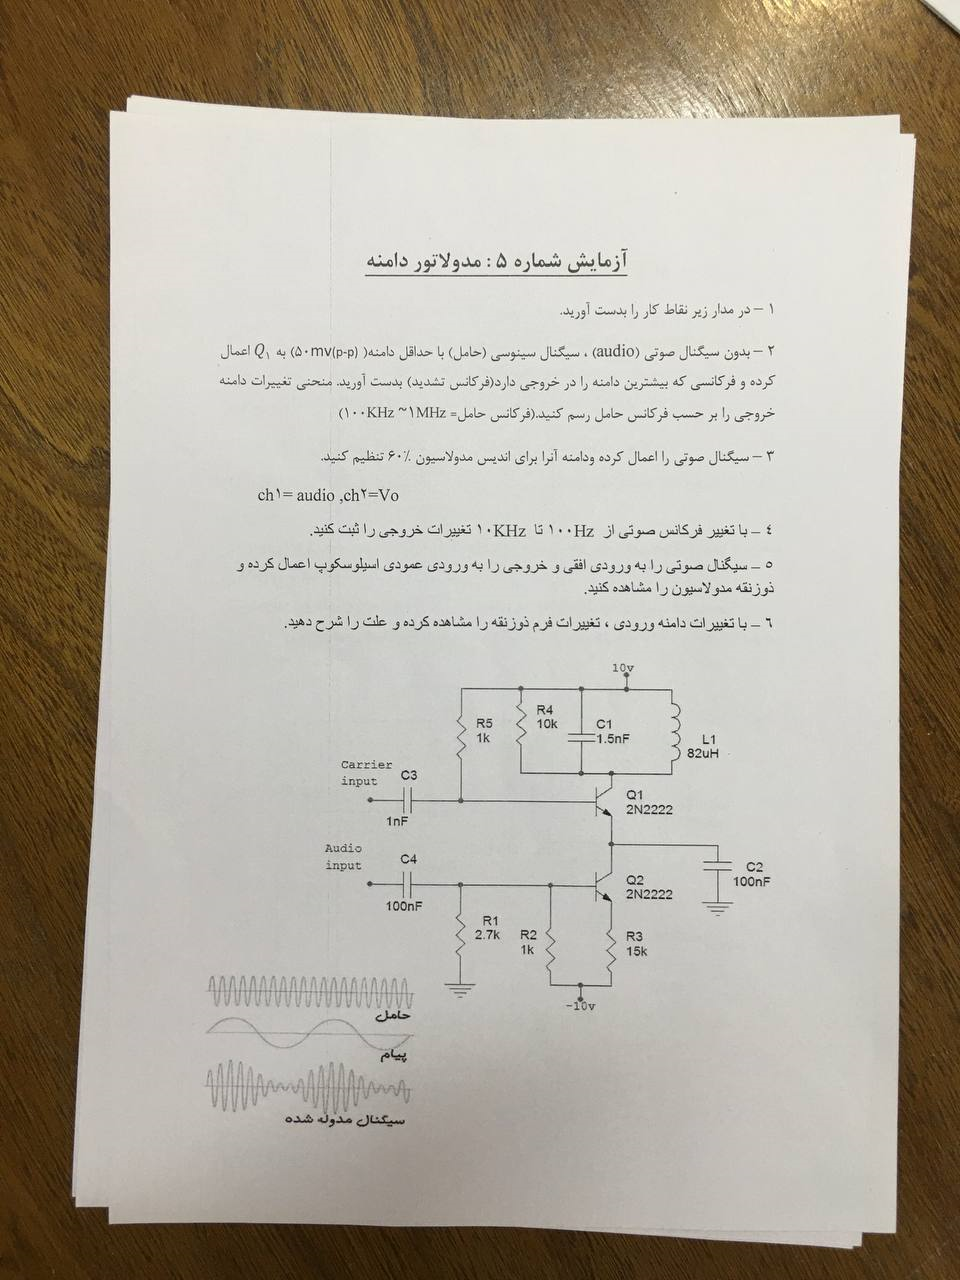 آزمایش شماره ۵ : مدولاتور دامنه
۱ – در مدار زیر نقاط کار را بدست آورید.
۲ – بدون سیگنال صوتی (audio) ، سیگنال سینوسی (حامل) با حداقل دامنه( (۵۰mv(p-p) به Q۱ اعمال
کرده و فرکانسی که بیشترین دامنه را در خروجی دارد(فرکانس تشدید) بدست آورید. منحنی تغییرات دامنه
خروجی را بر حسب فرکانس حامل رسم کنید.(فرکانس حامل= ۱۰۰KHz ~۱MHz)
۳ – سیگنال صوتی را اعمال کرده ودامنه آنرا برای اندیس مدولاسیون ۶۰٪ تنظیم کنید.
ch۱= audio ,ch۲=Vo
٤ – با تغییر فرکانس صوتی از ۱۰۰Hz تا ۱۰KHz تغییرات خروجی را ثبت کنید.
٥ – سیگنال صوتی را به ورودی افقی و خروجی را به ورودی عمودی اسیلوسکوپ اعمال کرده و
ذوزنقه مدولاسیون را مشاهده کنید.
٦ – با تغییرات دامنه ورودی ، تغییرات فرم ذوزنقه را مشاهده کرده و علت را شرح دهید.
10v
R5
1k
R4
10k
C1
1.5nF
L1
82uH
Carrier
input
C3
1nF
Q1
2N2222
Audio
input
C4
100nF
Q2
2N2222
C2
100nF
R1
2.7k
R2
1k
R3
15k
-10v
حامل
پیام
سیگنال مدوله شده